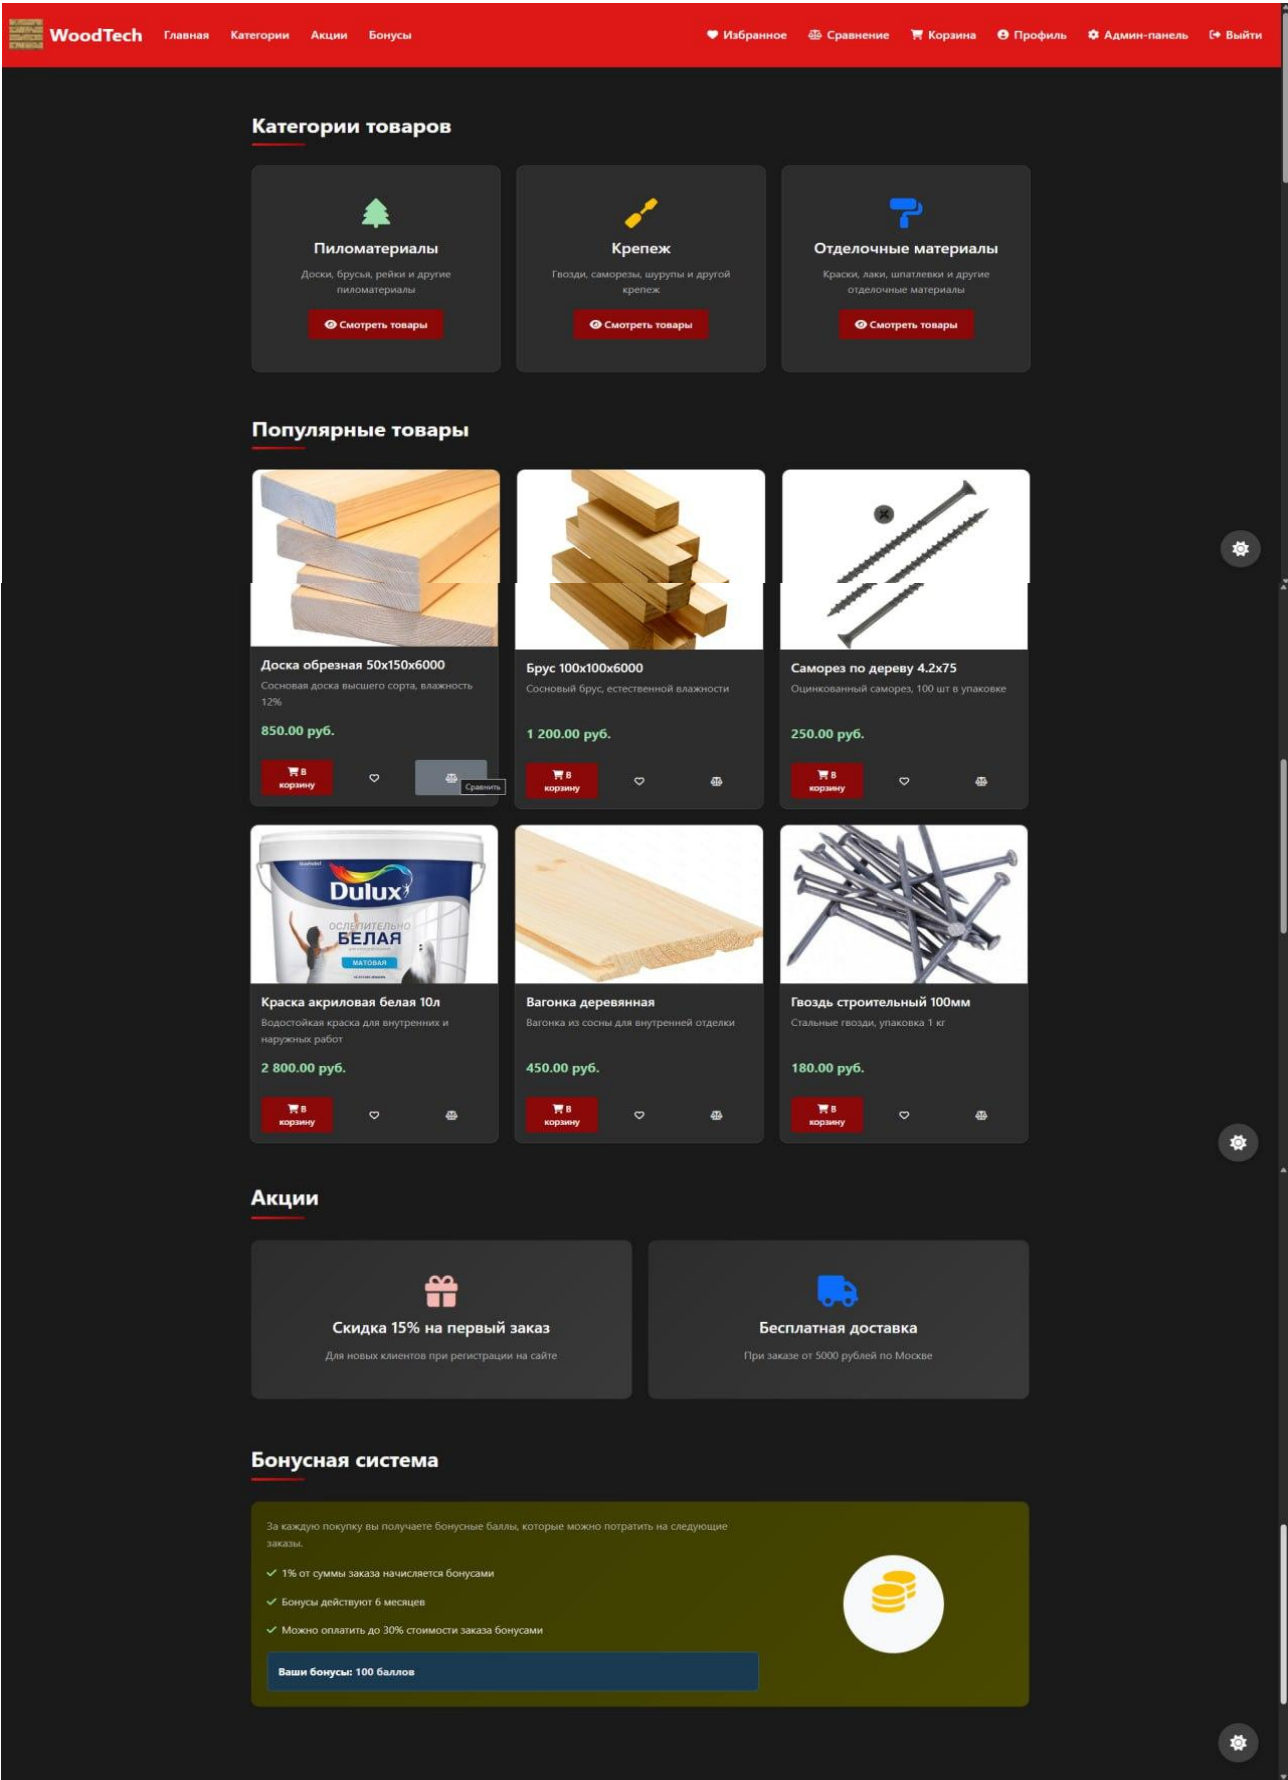 WoodTech Главная Категории Акции Бонусы Избранное Сравнение Корзина Профиль Админ-панель Выйти
Категории товаров
Пиломатериалы
Доски, брусья, рейки и другие
пиломатериалы
Смотреть товары
Крепеж
Гвозди, саморезы, шурупы и другой
крепеж
Смотреть товары
Отделочные материалы
Краски, лаки, шпатлевки и другие
отделочные материалы
Смотреть товары
Популярные товары
Доска обрезная 50х150х6000
Сосновая доска высшего сорта, влажность
12%
850.00 руб.
В
корзину
Сравнить
Брус 100х100х6000
Сосновый брус, естественной влажности
1 200.00 руб.
В
корзину
Саморез по дереву 4.2х75
Оцинкованный саморез, 100 шт в упаковке
250.00 руб.
В
корзину
Dulux
ОСЛЕПИТЕЛЬНО
БЕЛАЯ
МАТОВАЯ
Краска акриловая белая 10л
Водостойкая краска для внутренних и
наружных работ
2 800.00 руб.
В
корзину
Вагонка деревянная
Вагонка из сосны для внутренней отделки
450.00 руб.
В
корзину
Гвоздь строительный 100мм
Стальные гвозди, упаковка 1 кг
180.00 руб.
В
корзину
Акции
Скидка 15% на первый заказ
Для новых клиентов при регистрации на сайте
Бесплатная доставка
При заказе от 5000 рублей по Москве
Бонусная система
За каждую покупку вы получаете бонусные баллы, которые можно потратить на следующие
заказы.
1% от суммы заказа начисляется бонусами
Бонусы действуют 6 месяцев
Можно оплатить до 30% стоимости заказа бонусами
Ваши бонусы: 100 баллов